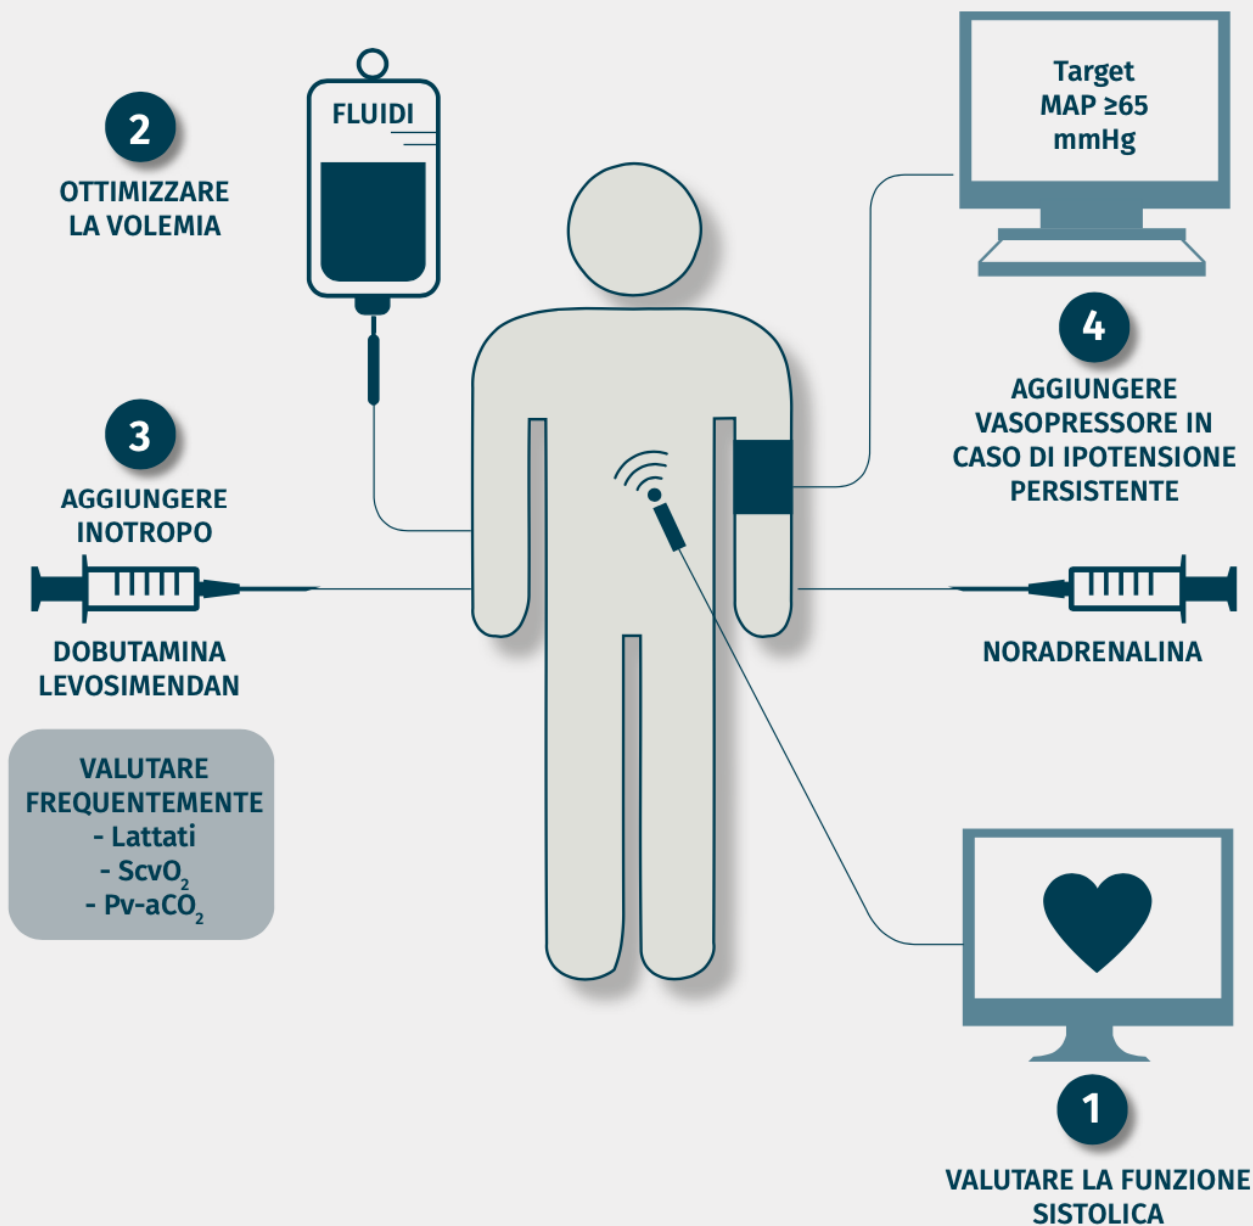 2
OTTIMIZZARE
LA VOLEMIA
FLUIDI
Target
MAP ≥65
mmHg
4
AGGIUNGERE
VASOPRESSORE IN
CASO DI IPOTENSIONE
PERSISTENTE
3
AGGIUNGERE
INOTROPO
DOBUTAMINA
LEVOSIMENDAN
NORADRENALINA
VALUTARE
FREQUENTEMENTE
- Lattati
- ScvO₂
- Pv-aCO₂
1
VALUTARE LA FUNZIONE
SISTOLICA